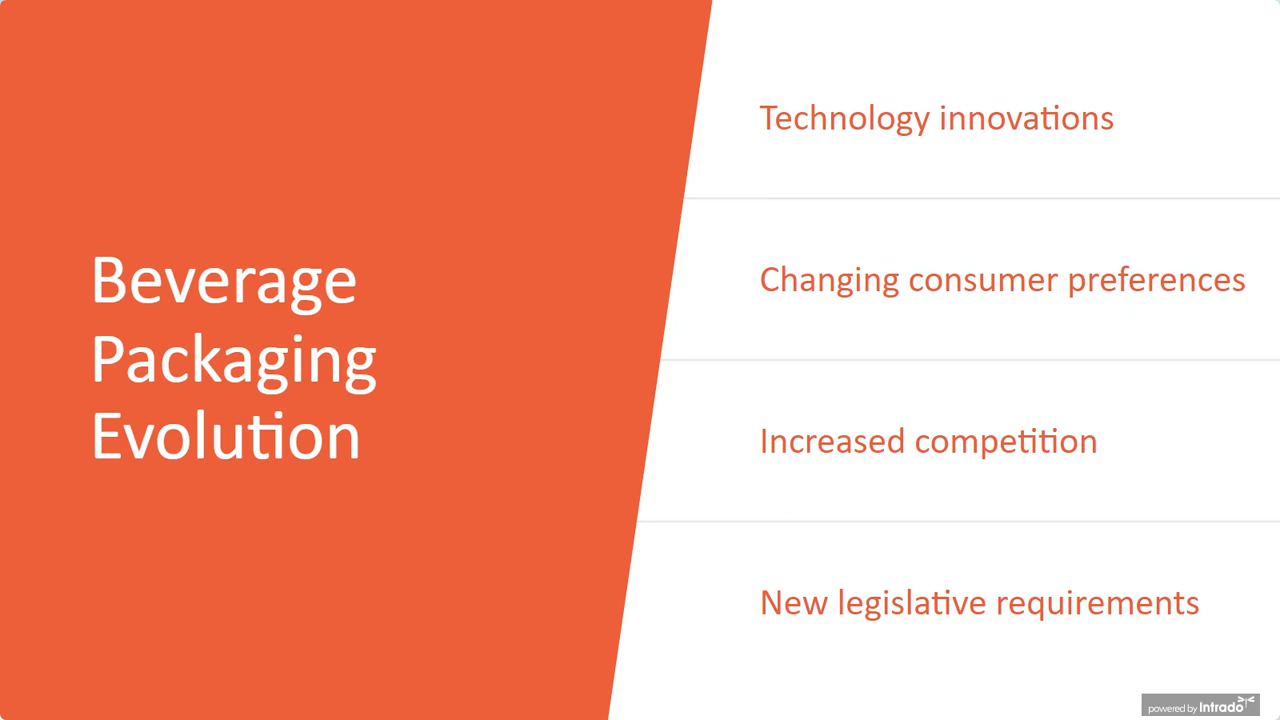 Beverage
Packaging
Evolution
Technology innovations
Changing consumer preferences
Increased competition
New legislative requirements
powered by Intrado